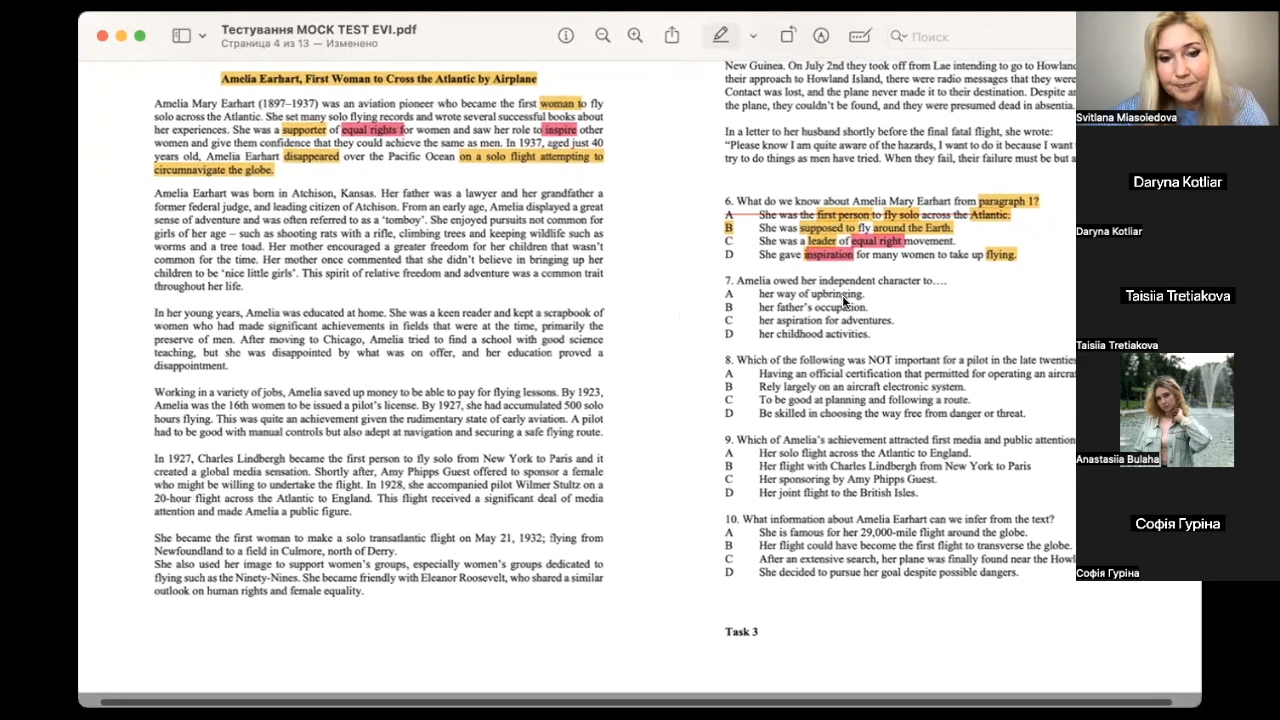 Тестування MOCK TEST EVI.pdf
Страница 4 из 13 — Изменено
Поиск
Amelia Earhart, First Woman to Cross the Atlantic by Airplane
Amelia Mary Earhart (1897–1937) was an aviation pioneer who became the first woman to fly
solo across the Atlantic. She set many solo flying records and wrote several successful books about
her experiences. She was a supporter of equal rights for women and saw her role to inspire other
women and give them confidence that they could achieve the same as men. In 1937, aged just 40
years old, Amelia Earhart disappeared over the Pacific Ocean on a solo flight attempting to
circumnavigate the globe.
Amelia Earhart was born in Atchison, Kansas. Her father was a lawyer and her grandfather a
former federal judge, and leading citizen of Atchison. From an early age, Amelia displayed a great
sense of adventure and was often referred to as a ‘tomboy’. She enjoyed pursuits not common for
girls of her age – such as shooting rats with a rifle, climbing trees and keeping wildlife such as
worms and a tree toad. Her mother encouraged a greater freedom for her children that wasn’t
common for the time. Her mother once commented that she didn’t believe in bringing up her
children to be ‘nice little girls’. This spirit of relative freedom and adventure was a common trait
throughout her life.
In her young years, Amelia was educated at home. She was a keen reader and kept a scrapbook of
women who had made significant achievements in fields that were at the time, primarily the
preserve of men. After moving to Chicago, Amelia tried to find a school with good science
teaching, but she was disappointed by what was on offer, and her education proved a
disappointment.
Working in a variety of jobs, Amelia saved up money to be able to pay for flying lessons. By 1923,
Amelia was the 16th women to be issued a pilot’s license. By 1927, she had accumulated 500 solo
hours flying. This was quite an achievement given the rudimentary state of early aviation. A pilot
had to be good with manual controls but also adept at navigation and securing a safe flying route.
In 1927, Charles Lindbergh became the first person to fly solo from New York to Paris and it
created a global media sensation. Shortly after, Amy Phipps Guest offered to sponsor a female
who might be willing to undertake the flight. In 1928, she accompanied pilot Wilmer Stultz on a
20-hour flight across the Atlantic to England. This flight received a significant deal of media
attention and made Amelia a public figure.
She became the first woman to make a solo transatlantic flight on May 21, 1932; flying from
Newfoundland to a field in Culmore, north of Derry.
She also used her image to support women’s groups, especially women’s groups dedicated to
flying such as the Ninety-Nines. She became friendly with Eleanor Roosevelt, who shared a similar
outlook on human rights and female equality.
New Guinea. On July 2nd they took off from Lae intending to go to Howlan
their approach to Howland Island, there were radio messages that they were
Contact was lost, and the plane never made it to their destination. Despite a
the plane, they couldn’t be found, and they were presumed dead in absentia.
In a letter to her husband shortly before the final fatal flight, she wrote:
“Please know I am quite aware of the hazards, I want to do it because I want
try to do things as men have tried. When they fail, their failure must be but a
6. What do we know about Amelia Mary Earhart from paragraph 1?
A She was the first person to fly solo across the Atlantic.
B She was supposed to fly around the Earth.
C She was a leader of equal right movement.
D She gave inspiration for many women to take up flying.
7. Amelia owed her independent character to….
A her way of upbringing.
B her father’s occupation.
C her aspiration for adventures.
D her childhood activities.
8. Which of the following was NOT important for a pilot in the late twenties
A Having an official certification that permitted for operating an aircra
B Rely largely on an aircraft electronic system.
C To be good at planning and following a route.
D Be skilled in choosing the way free from danger or threat.
9. Which of Amelia’s achievement attracted first media and public attention
A Her solo flight across the Atlantic to England.
B Her flight with Charles Lindbergh from New York to Paris
C Her sponsoring by Amy Phipps Guest.
D Her joint flight to the British Isles.
10. What information about Amelia Earhart can we infer from the text?
A She is famous for her 29,000-mile flight around the globe.
B Her flight could have become the first flight to transverse the globe.
C After an extensive search, her plane was finally found near the Howl
D She decided to pursue her goal despite possible dangers.
Task 3
Svitlana Miasoiedova
Daryna Kotliar
Daryna Kotliar
Taisiia Tretiakova
Taisiia Tretiakova
Anastasiia Bulaha
Софія Гуріна
Софія Гуріна